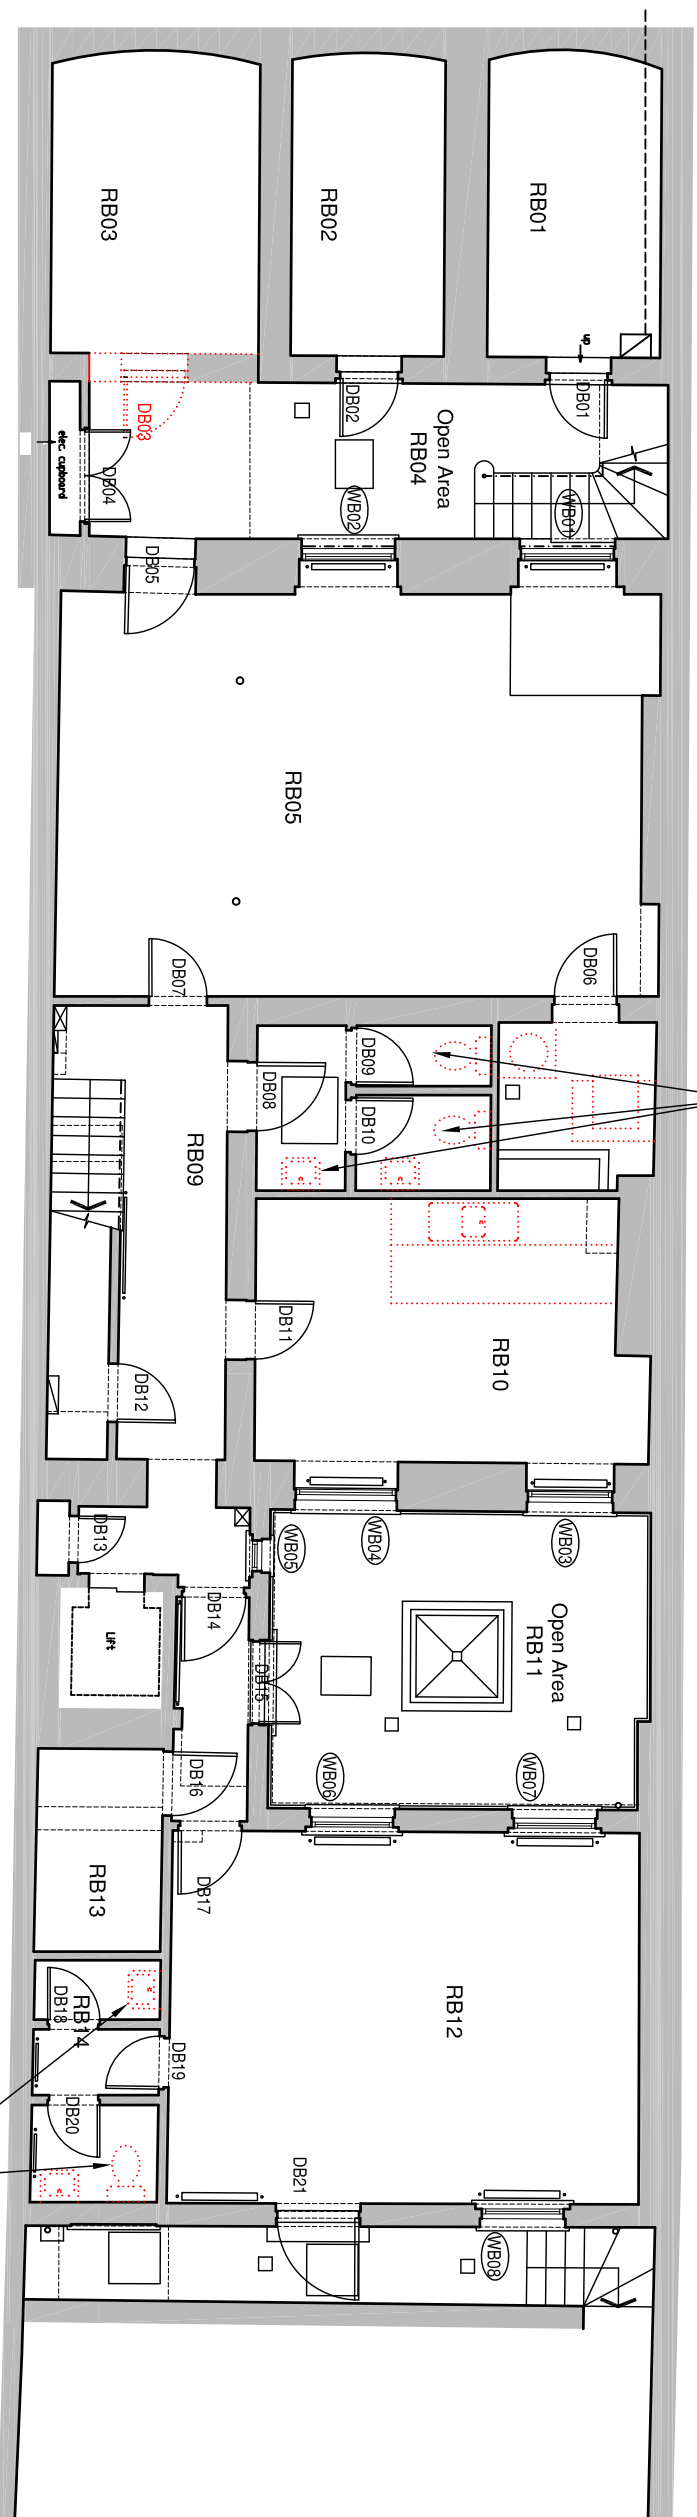 RB03
RB02
RB01
up
DB03
DB02
DB01
Open Area
RB04
elec. cupboard
DB04
WB02
WB01
DB05
RB05
DB07
DB06
DB09
DB08
DB10
RB09
DB11
RB10
DB12
DB13
WB05
WB04
WB03
DB14
Lift
Open Area
RB11
DB15
DB16
WB06
WB07
RB13
DB17
RB12
RB14
DB18
DB19
DB20
DB21
WB08